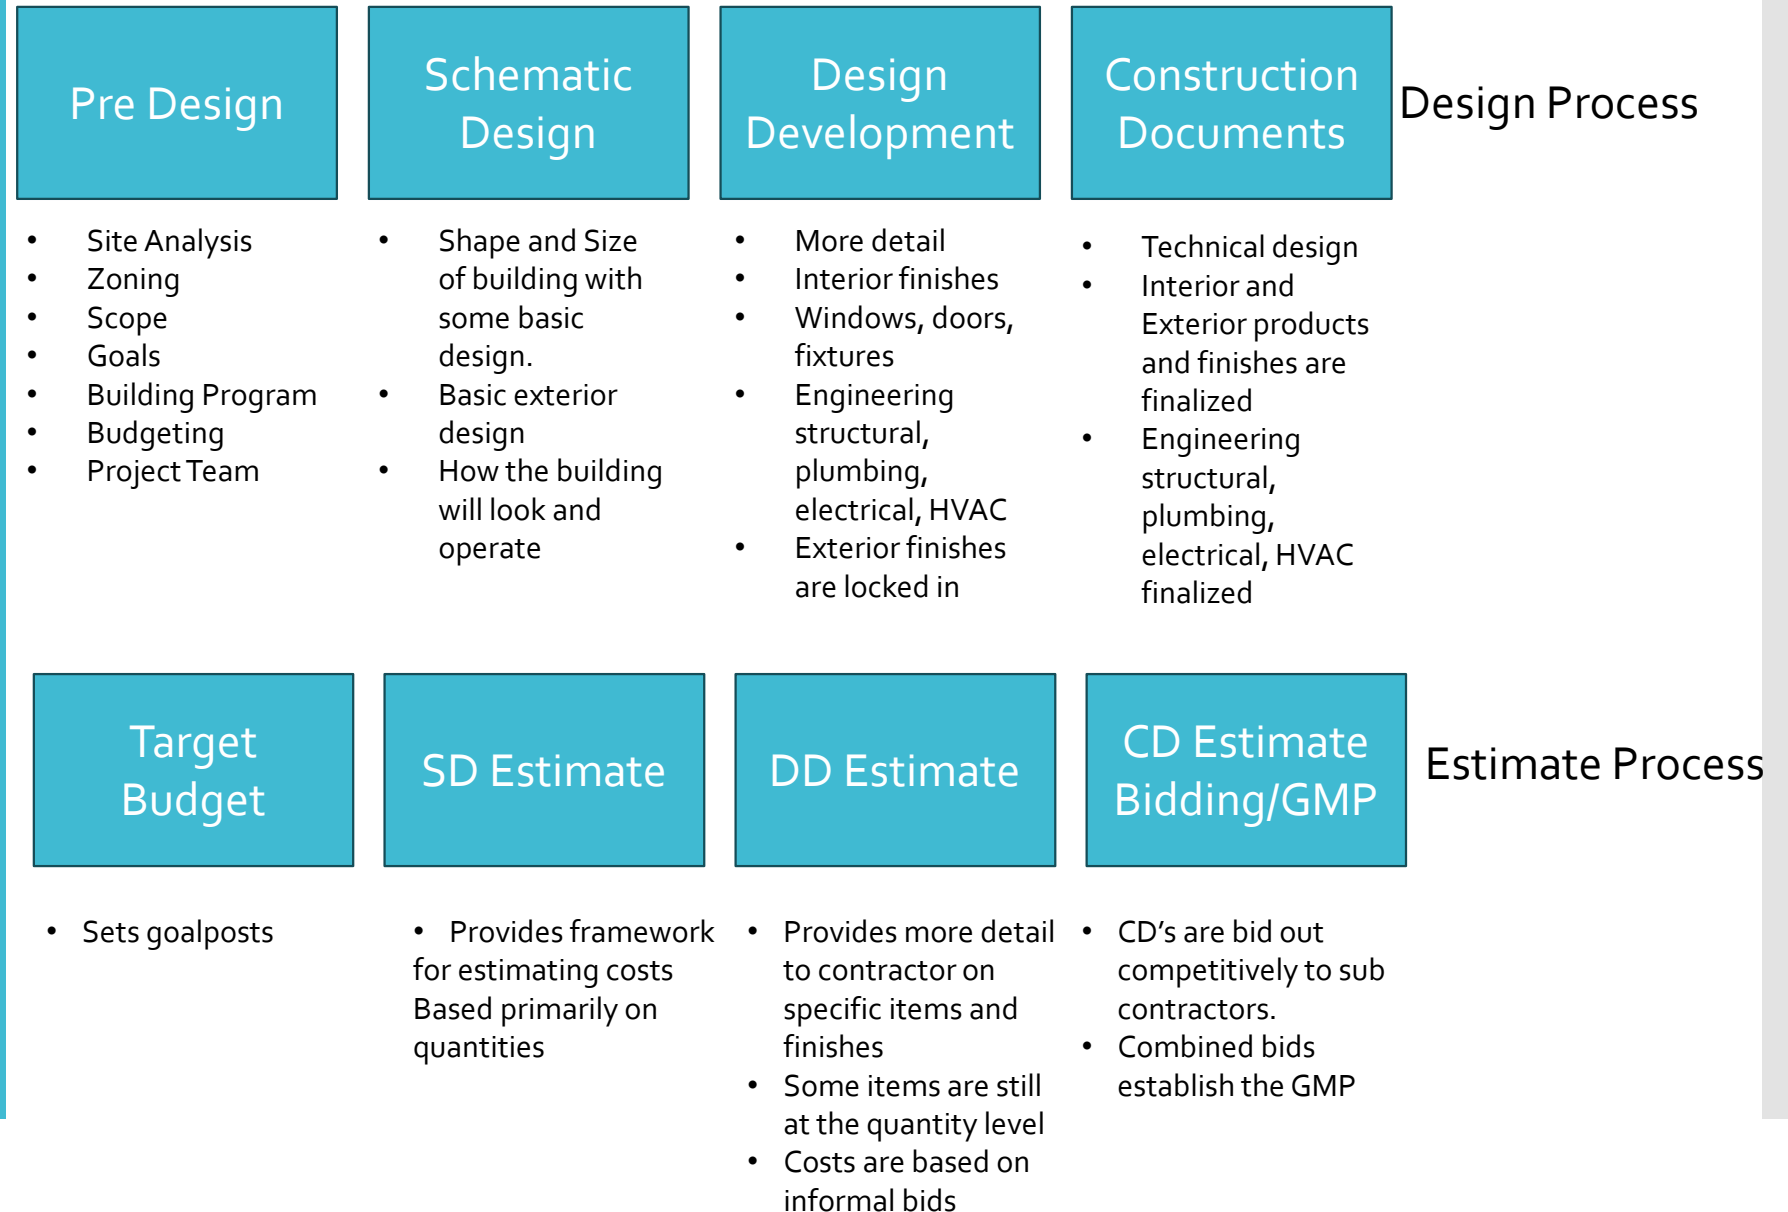 Pre Design
Schematic
Design
Design
Development
Construction
Documents
Design Process
• Site Analysis
• Zoning
• Scope
• Goals
• Building Program
• Budgeting
• Project Team
• Shape and Size
of building with
some basic
design.
• Basic exterior
design
• How the building
will look and
operate
• More detail
• Interior finishes
• Windows, doors,
fixtures
• Engineering
structural,
plumbing,
electrical, HVAC
• Exterior finishes
are locked in
• Technical design
• Interior and
Exterior products
and finishes are
finalized
• Engineering
structural,
plumbing,
electrical, HVAC
finalized
Target
Budget
SD Estimate
DD Estimate
CD Estimate
Bidding/GMP
Estimate Process
• Sets goalposts
• Provides framework
for estimating costs
Based primarily on
quantities
• Provides more detail
to contractor on
specific items and
finishes
• Some items are still
at the quantity level
• Costs are based on
informal bids
• CD’s are bid out
competitively to sub
contractors.
• Combined bids
establish the GMP